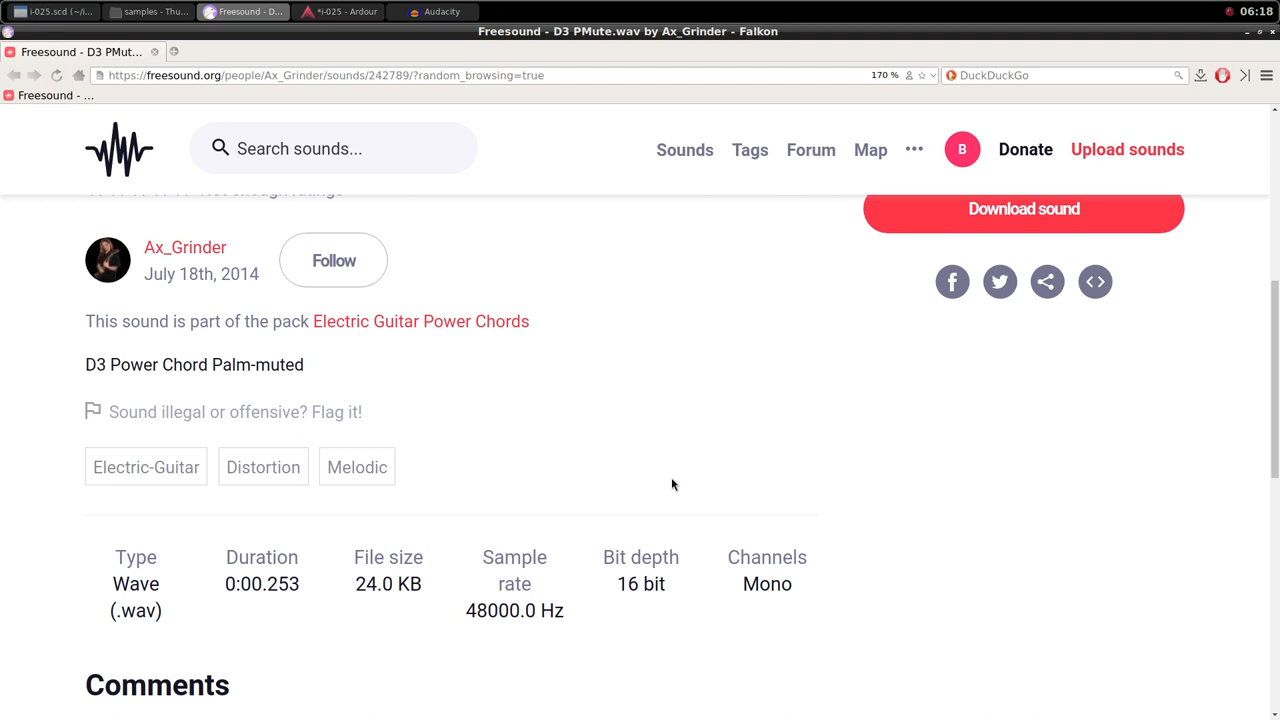 i-025.scd (~/i...
samples - Thu...
Freesound - D...
*i-025 - Ardour
Audacity
06:18
Freesound - D3 PMute.wav by Ax_Grinder - Falkon
Freesound - D3 PMut...
https://freesound.org/people/Ax_Grinder/sounds/242789/?random_browsing=true
170 %
DuckDuckGo
Freesound - ...
Search sounds...
Sounds
Tags
Forum
Map
B
Donate
Upload sounds
Download sound
Ax_Grinder
July 18th, 2014
Follow
This sound is part of the pack Electric Guitar Power Chords
D3 Power Chord Palm-muted
Sound illegal or offensive? Flag it!
Electric-Guitar
Distortion
Melodic
Type
Wave
(.wav)
Duration
0:00.253
File size
24.0 KB
Sample
rate
48000.0 Hz
Bit depth
16 bit
Channels
Mono
Comments